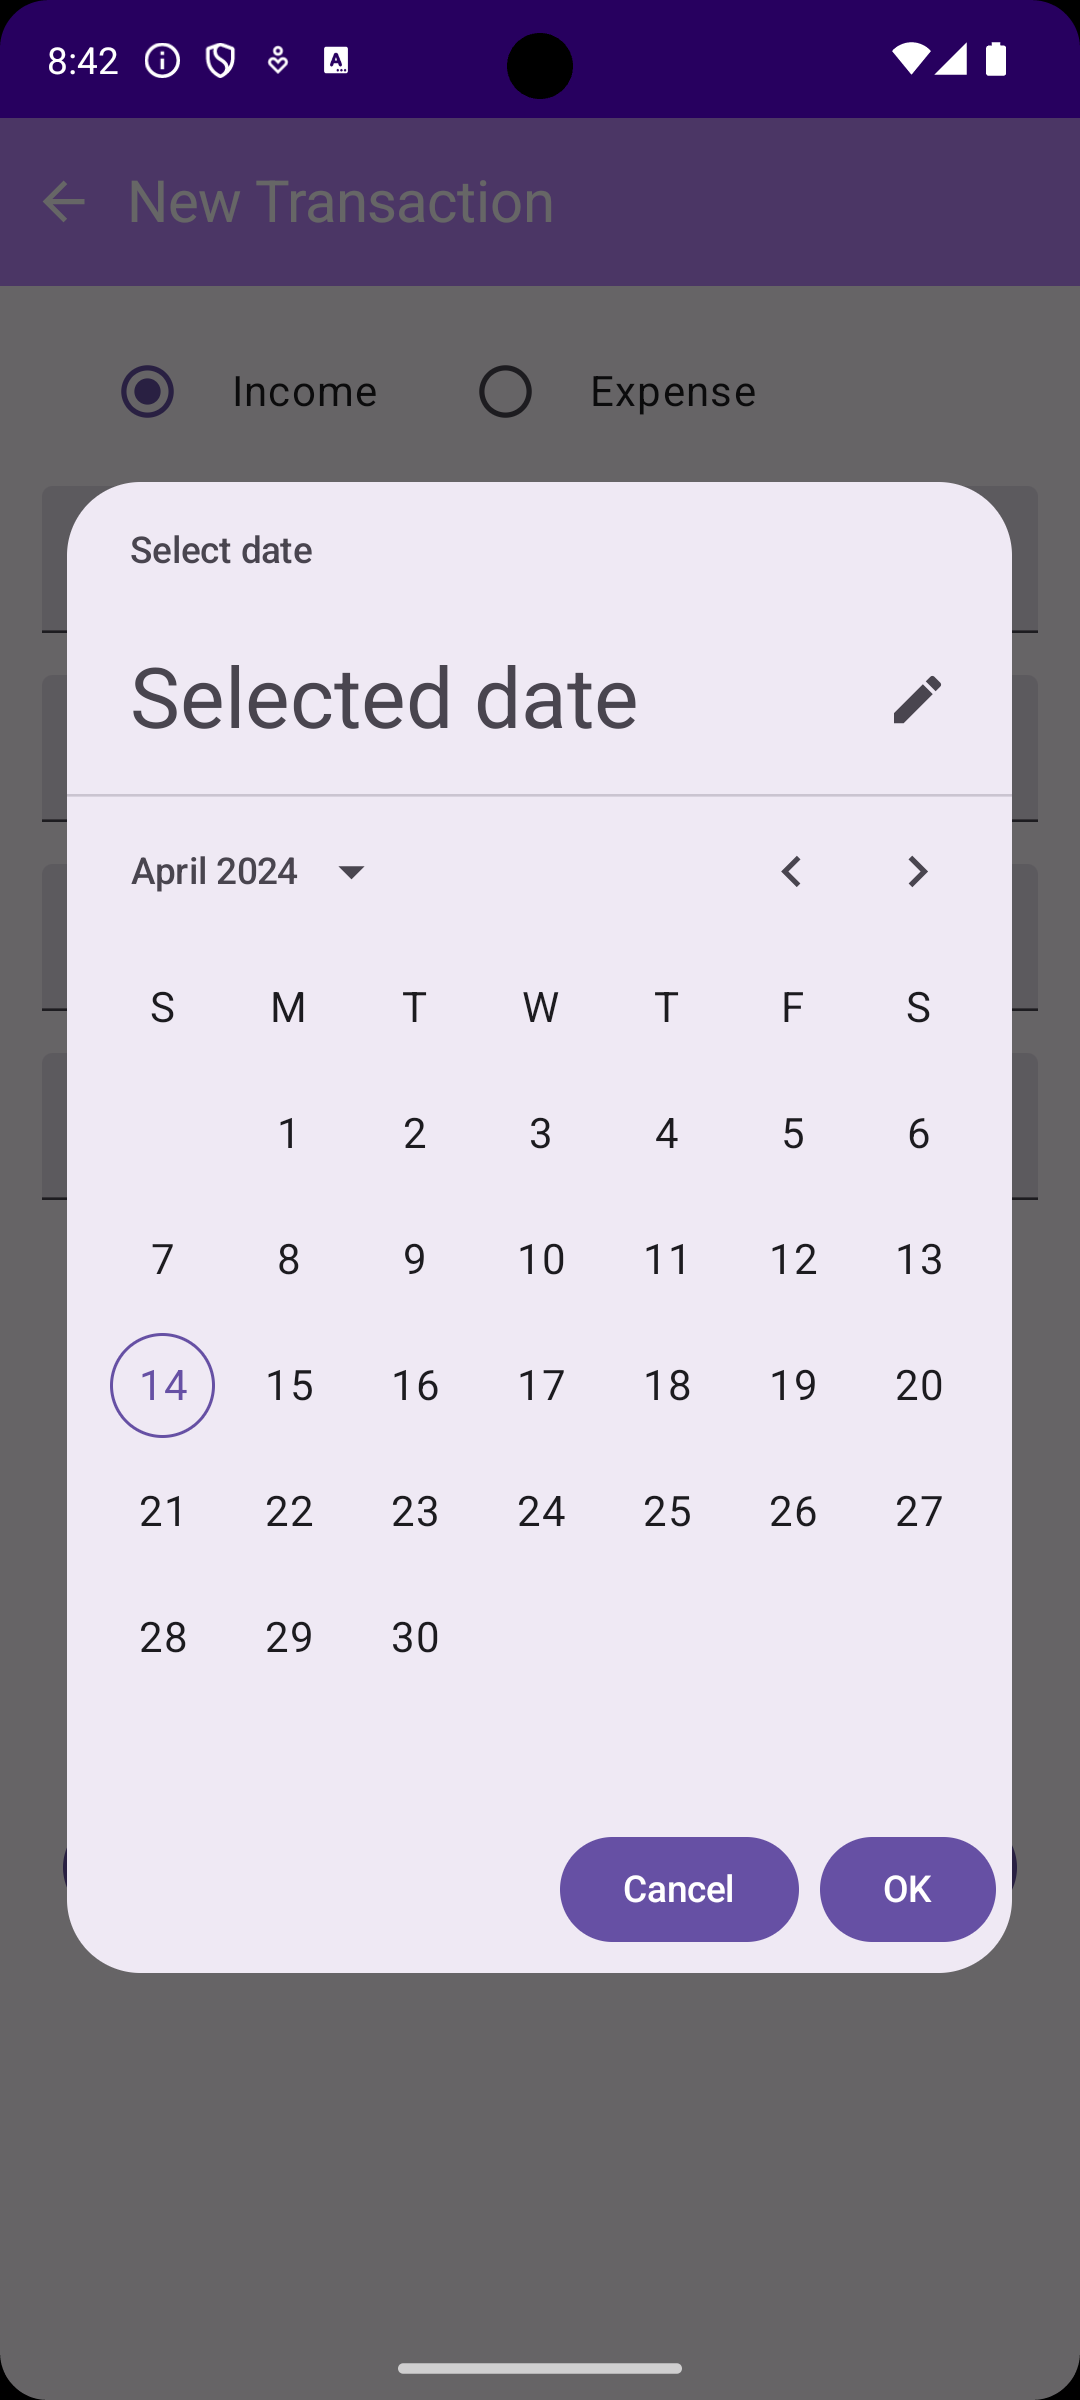 8:42
New Transaction
Income Expense
Select date
Selected date
April 2024
S M T W T F S
1 2 3 4 5 6
7 8 9 10 11 12 13
14 15 16 17 18 19 20
21 22 23 24 25 26 27
28 29 30
Cancel OK